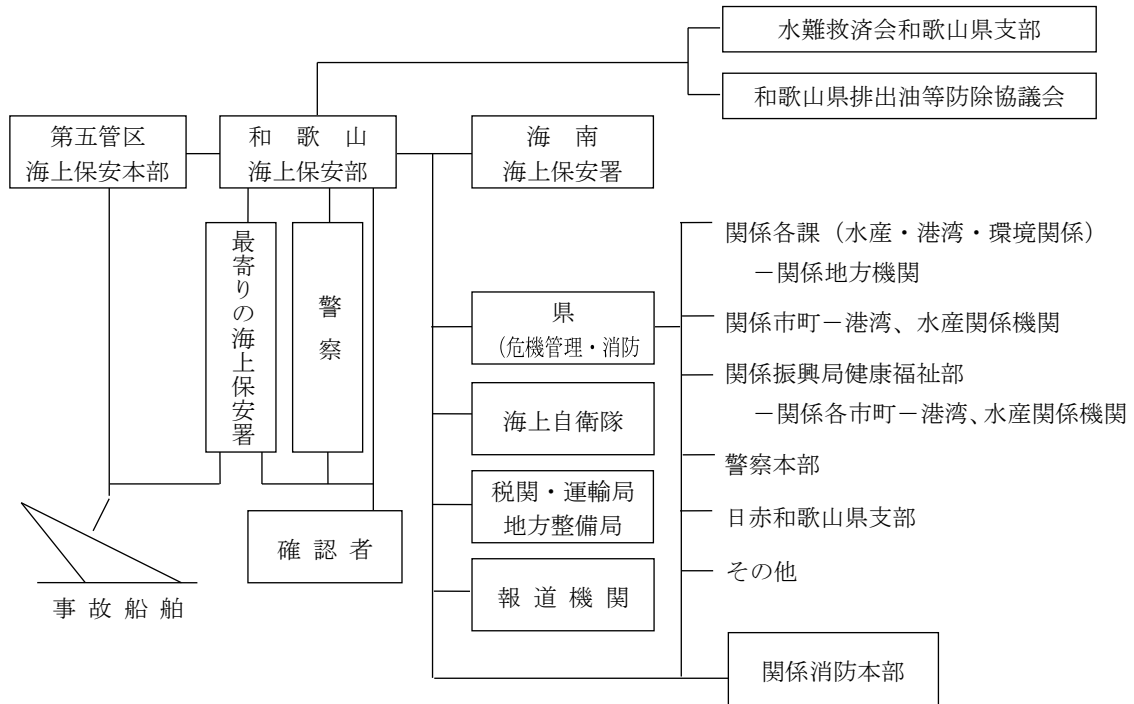 水難救済会和歌山県支部
和歌山県排出油等防除協議会
第五管区
海上保安本部
和歌山
海上保安部
海南
海上保安署
最寄りの海上保安署
警察
関係各課（水産・港湾・環境関係）
－関係地方機関
県
(危機管理・消防
関係市町－港湾、水産関係機関
関係振興局健康福祉部
－関係各市町－港湾、水産関係機関
海上自衛隊
警察本部
税関・運輸局
地方整備局
日赤和歌山県支部
確認者
その他
報道機関
事故船舶
関係消防本部